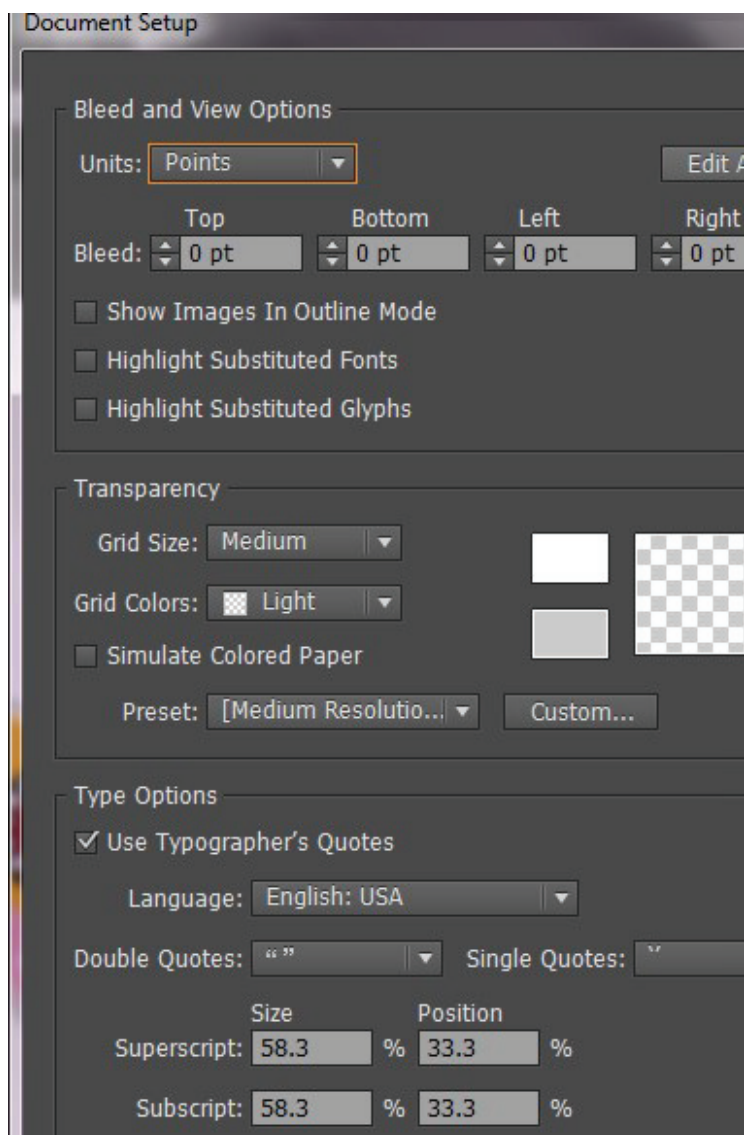 Document Setup
Bleed and View Options
Units: Points Edit A
Top Bottom Left Right
Bleed: 0 pt 0 pt 0 pt 0 pt
Show Images In Outline Mode
Highlight Substituted Fonts
Highlight Substituted Glyphs
Transparency
Grid Size: Medium
Grid Colors: Light
Simulate Colored Paper
Preset: [Medium Resolutio... Custom...
Type Options
Use Typographer’s Quotes
Language: English: USA
Double Quotes: “ ” Single Quotes: ‘’
Size Position
Superscript: 58.3 % 33.3 %
Subscript: 58.3 % 33.3 %